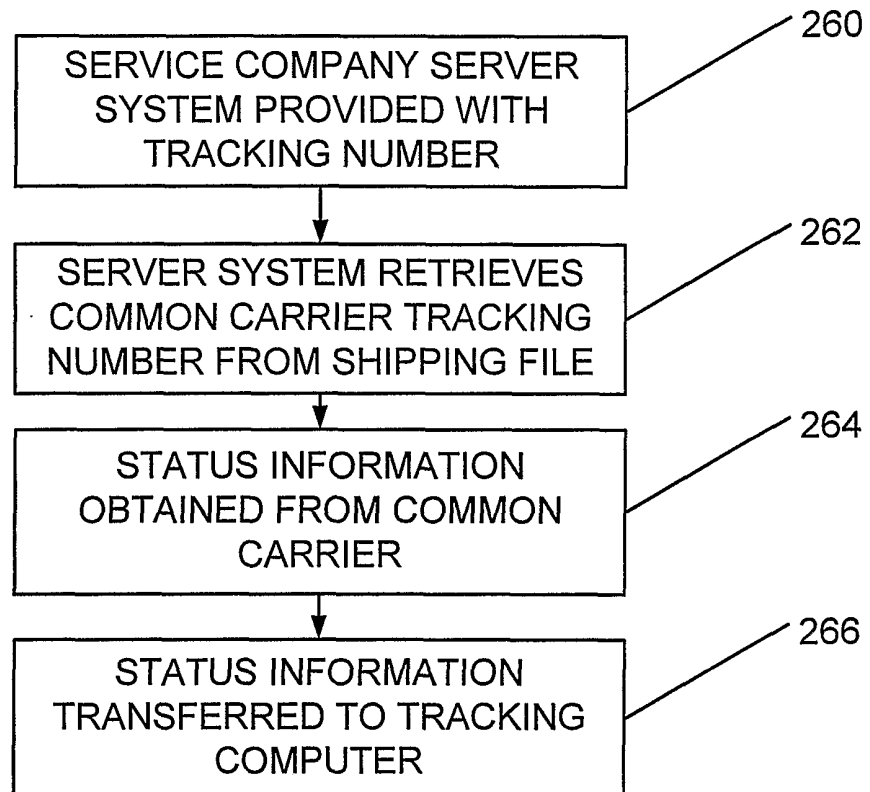 260
SERVICE COMPANY SERVER
SYSTEM PROVIDED WITH
TRACKING NUMBER
262
SERVER SYSTEM RETRIEVES
COMMON CARRIER TRACKING
NUMBER FROM SHIPPING FILE
264
STATUS INFORMATION
OBTAINED FROM COMMON
CARRIER
266
STATUS INFORMATION
TRANSFERRED TO TRACKING
COMPUTER